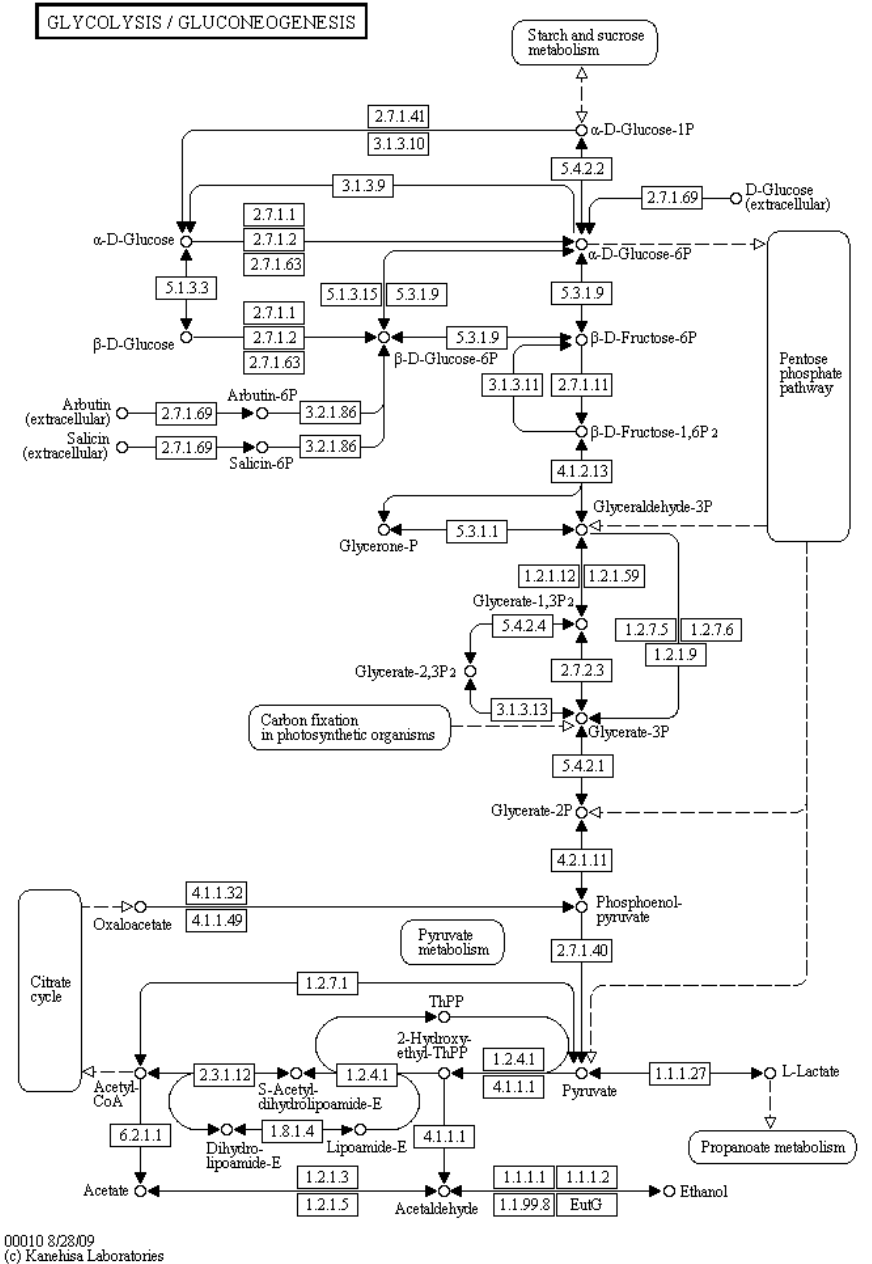 GLYCOLYSIS / GLUCONEOGENESIS
Starch and sucrose
metabolism
2.7.1.41
3.1.3.10
α-D-Glucose-1P
5.4.2.2
3.1.3.9
2.7.1.69
D-Glucose
(extracellular)
2.7.1.1
α-D-Glucose
2.7.1.2
2.7.1.63
α-D-Glucose-6P
5.1.3.3
5.1.3.15
5.3.1.9
5.3.1.9
2.7.1.1
β-D-Glucose
2.7.1.2
2.7.1.63
5.3.1.9
β-D-Glucose-6P
β-D-Fructose-6P
Pentose
phosphate
pathway
3.1.3.11
2.7.1.11
Arbutin
(extracellular)
2.7.1.69
Arbutin-6P
3.2.1.86
Salicin
(extracellular)
2.7.1.69
Salicin-6P
3.2.1.86
β-D-Fructose-1,6P2
4.1.2.13
Glyceraldehyde-3P
Glycerone-P
5.3.1.1
1.2.1.12
1.2.1.59
Glycerate-1,3P2
5.4.2.4
1.2.7.5
1.2.7.6
1.2.1.9
Glycerate-2,3P2
2.7.2.3
3.1.3.13
Carbon fixation
in photosynthetic organisms
Glycerate-3P
5.4.2.1
Glycerate-2P
4.2.1.11
4.1.1.32
Oxaloacetate
4.1.1.49
Phosphoenol-
pyruvate
Pyruvate
metabolism
2.7.1.40
Citrate
cycle
1.2.7.1
ThPP
2-Hydroxy-
ethyl-ThPP
1.2.4.1
4.1.1.1
2.3.1.12
1.2.4.1
Acetyl-
CoA
S-Acetyl-
dihydrolipoamide-E
Pyruvate
1.1.1.27
L-Lactate
6.2.1.1
1.8.1.4
Dihydro-
lipoamide-E
Lipoamide-E
4.1.1.1
Propanoate metabolism
Acetate
1.2.1.3
1.2.1.5
Acetaldehyde
1.1.1.1
1.1.1.2
1.1.99.8
EutG
Ethanol
00010 8/28/09
(c) Kanehisa Laboratories